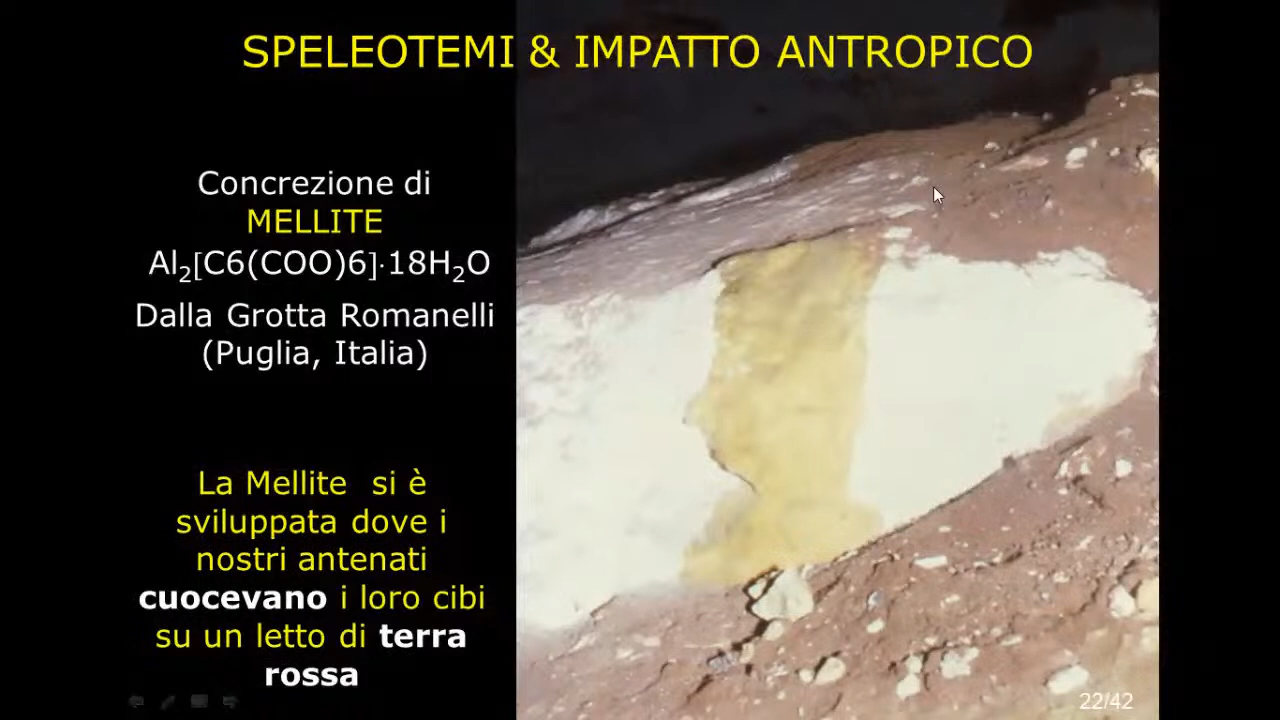 SPELEOTEMI & IMPATTO ANTROPICO
Concrezione di
MELLITE
Al₂[C6(COO)6]·18H₂O
Dalla Grotta Romanelli
(Puglia, Italia)
La Mellite si è
sviluppata dove i
nostri antenati
cuocevano i loro cibi
su un letto di terra
rossa
22/42